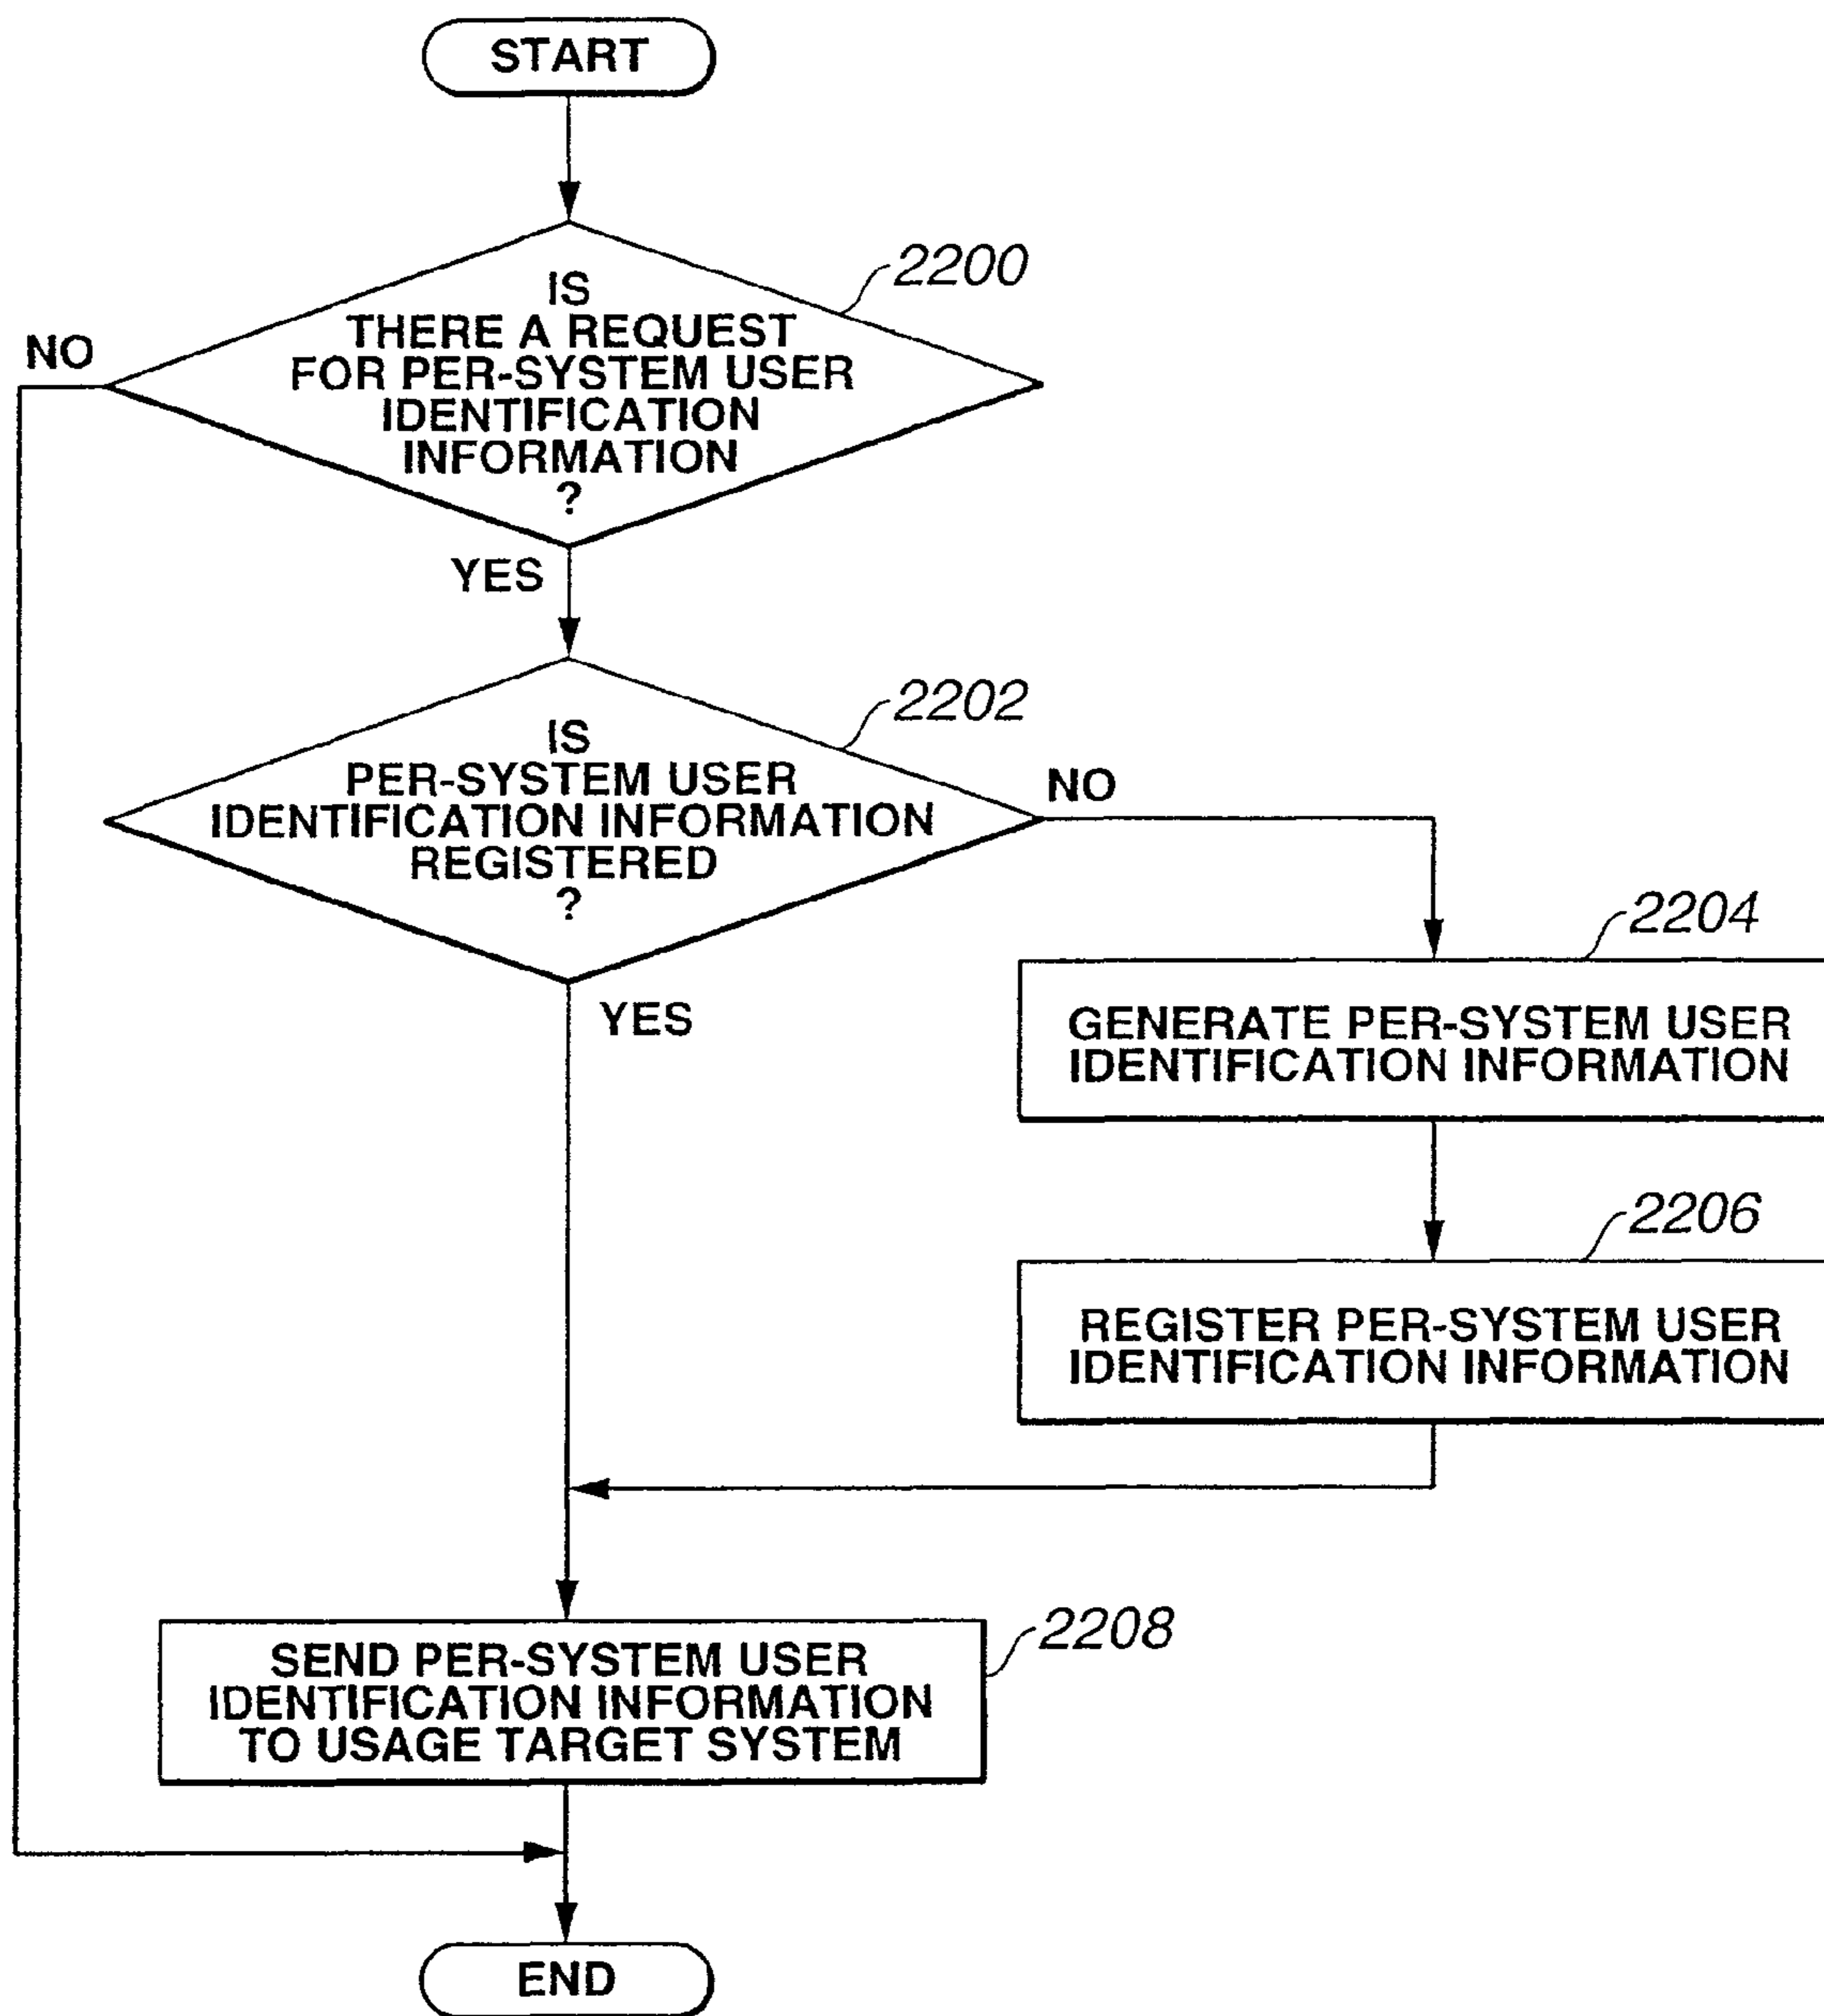 START
2200
IS
THERE A REQUEST
FOR PER-SYSTEM USER
IDENTIFICATION
INFORMATION
?
NO
YES
2202
IS
PER-SYSTEM USER
IDENTIFICATION INFORMATION
REGISTERED
?
NO
YES
2204
GENERATE PER-SYSTEM USER
IDENTIFICATION INFORMATION
2206
REGISTER PER-SYSTEM USER
IDENTIFICATION INFORMATION
2208
SEND PER-SYSTEM USER
IDENTIFICATION INFORMATION
TO USAGE TARGET SYSTEM
END